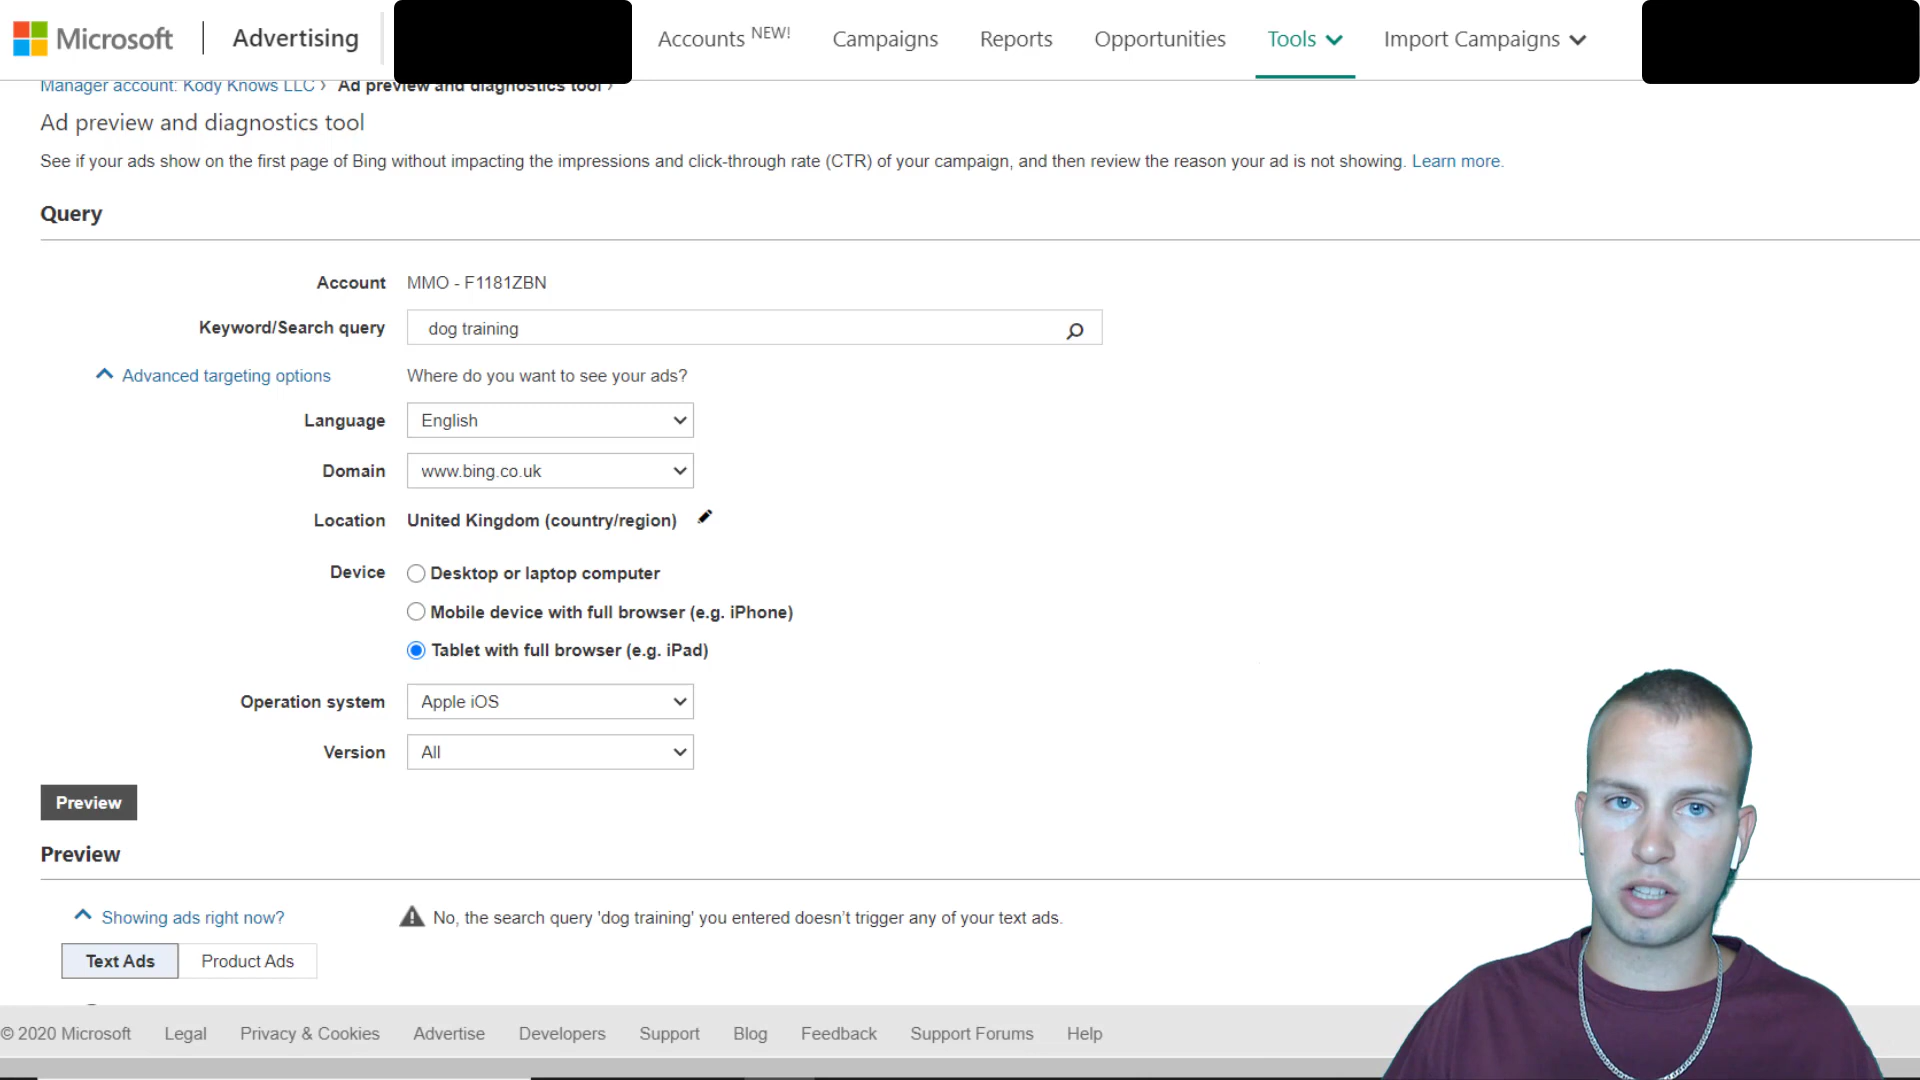 Microsoft | Advertising Accounts NEW! Campaigns Reports Opportunities Tools Import Campaigns
Manager account: Kody Knows LLC › Ad preview and diagnostics tool ›
Ad preview and diagnostics tool
See if your ads show on the first page of Bing without impacting the impressions and click-through rate (CTR) of your campaign, and then review the reason your ad is not showing. Learn more.
Query
Account MMO - F1181ZBN
Keyword/Search query dog training
Advanced targeting options Where do you want to see your ads?
Language English
Domain www.bing.co.uk
Location United Kingdom (country/region)
Device Desktop or laptop computer
Mobile device with full browser (e.g. iPhone)
Tablet with full browser (e.g. iPad)
Operation system Apple iOS
Version All
Preview
Preview
Showing ads right now? No, the search query 'dog training' you entered doesn't trigger any of your text ads.
Text Ads Product Ads
© 2020 Microsoft Legal Privacy & Cookies Advertise Developers Support Blog Feedback Support Forums Help